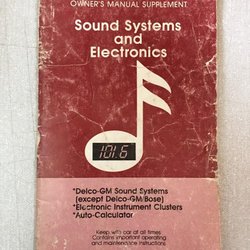 OWNER'S MANUAL SUPPLEMENT
Sound Systems
and
Electronics
101.6
*Delco-GM Sound Systems
(except Delco-GM/Bose)
*Electronic Instrument Clusters
*Auto-Calculator
Keep with car at all times.
Contains important operating
and maintenance instructions